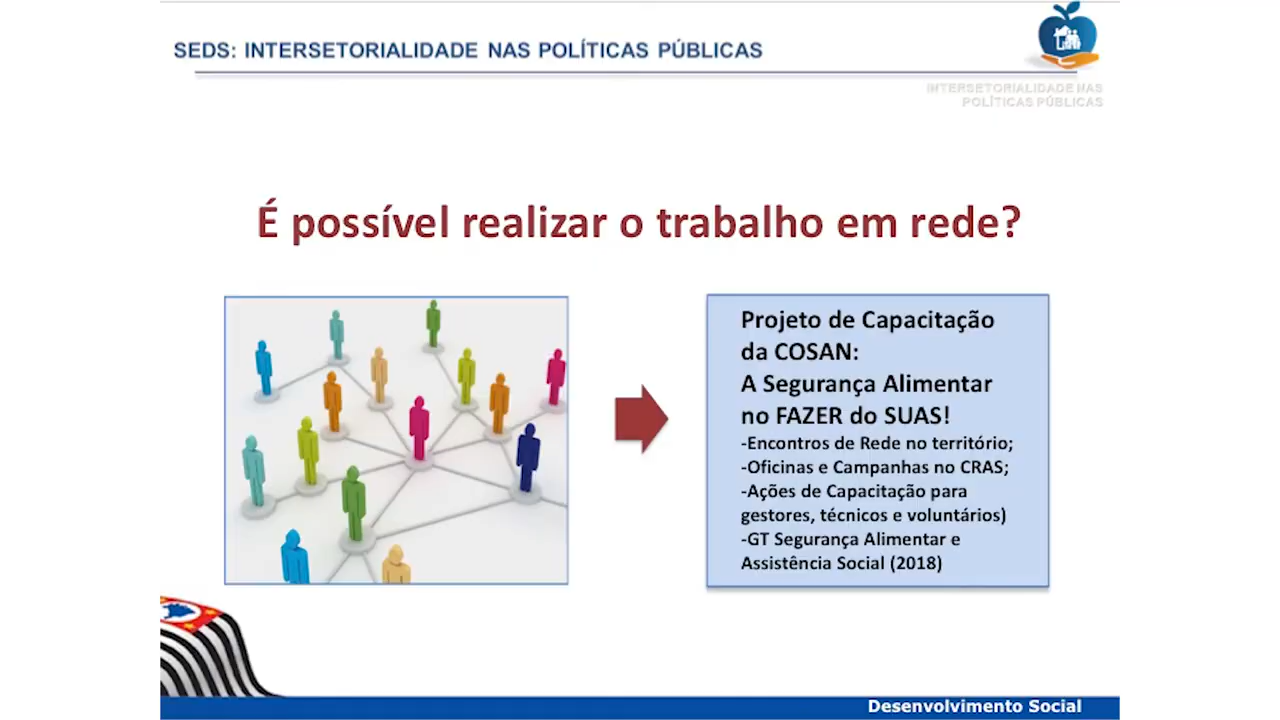 SEDS: INTERSETORIALIDADE NAS POLÍTICAS PÚBLICAS
INTERSETORIALIDADE NAS
POLÍTICAS PÚBLICAS
É possível realizar o trabalho em rede?
Projeto de Capacitação
da COSAN:
A Segurança Alimentar
no FAZER do SUAS!
-Encontros de Rede no território;
-Oficinas e Campanhas no CRAS;
-Ações de Capacitação para
gestores, técnicos e voluntários)
-GT Segurança Alimentar e
Assistência Social (2018)
Desenvolvimento Social